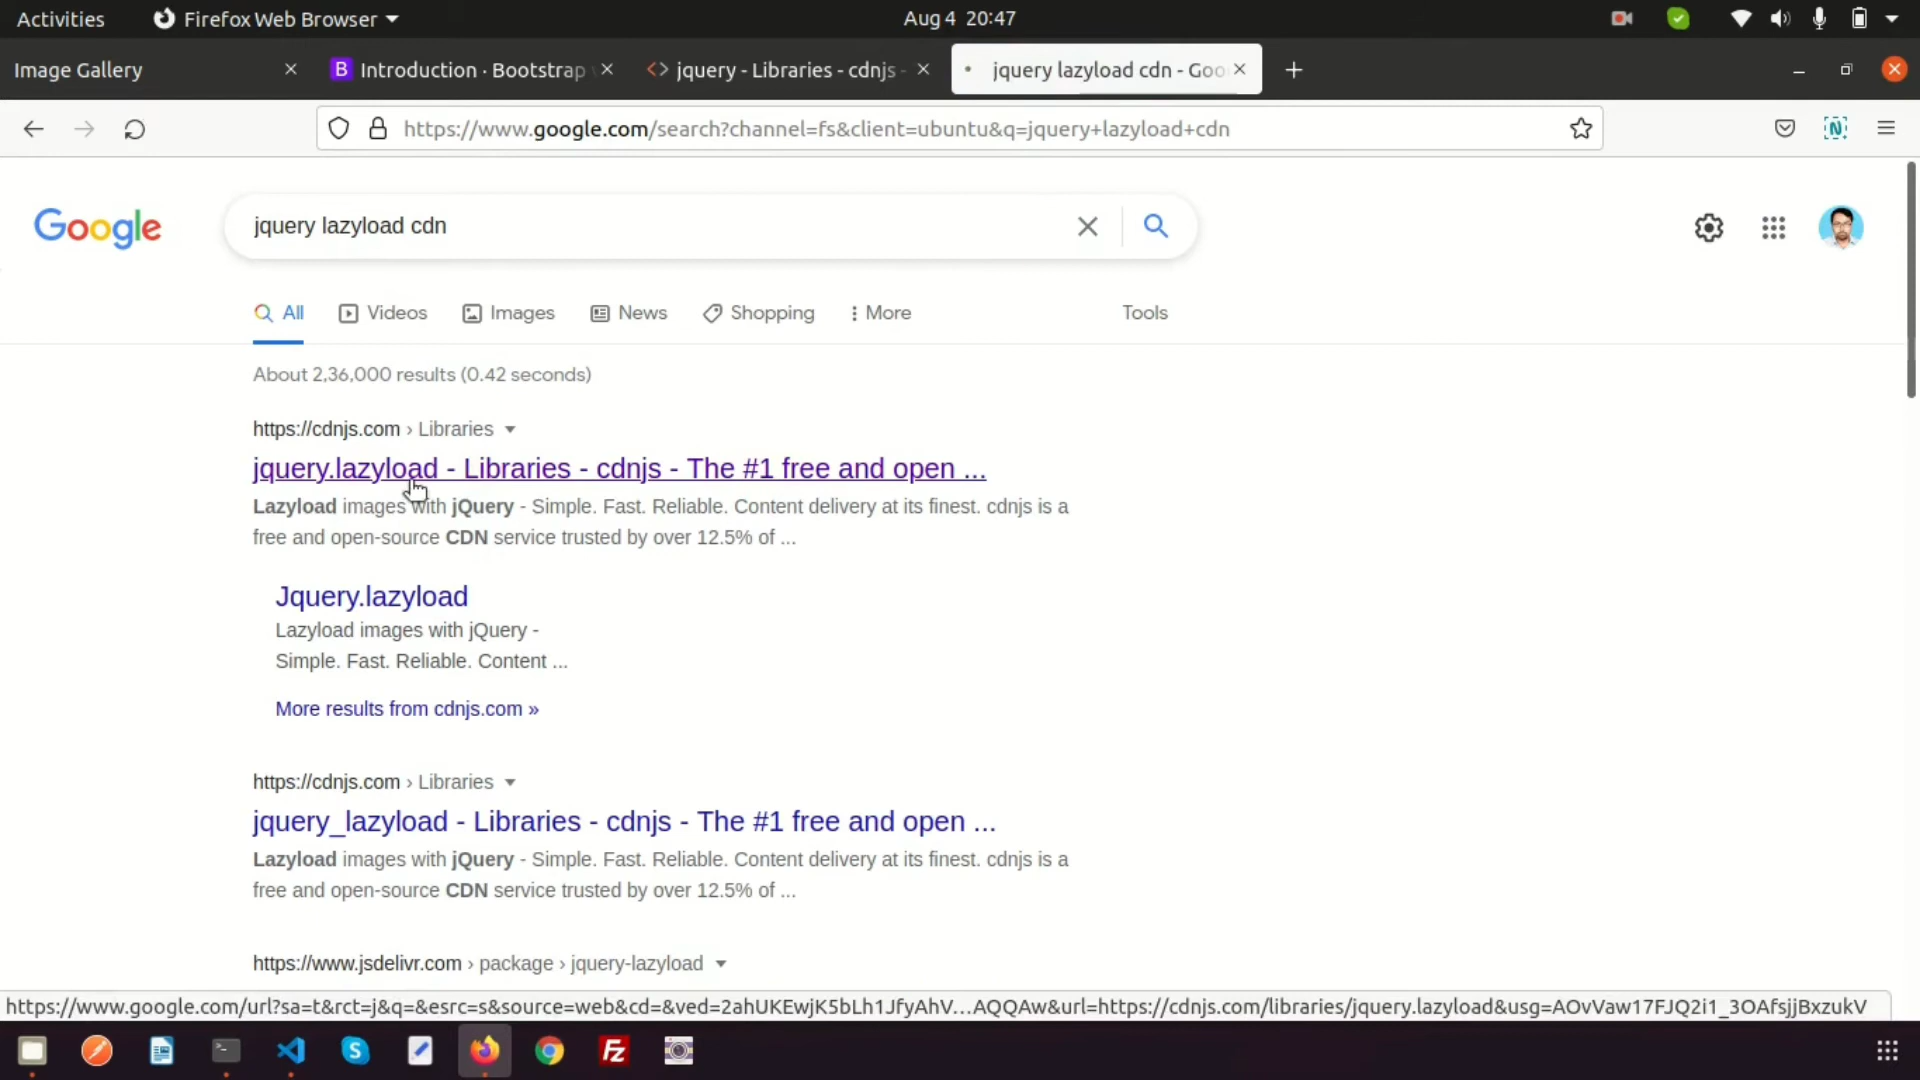 Activities
Firefox Web Browser
Aug 4 20:47
Image Gallery
B Introduction · Bootstrap
jquery - Libraries - cdnjs -
jquery lazyload cdn - Goo
https://www.google.com/search?channel=fs&client=ubuntu&q=jquery+lazyload+cdn
N
Google
jquery lazyload cdn
All
Videos
Images
News
Shopping
More
Tools
About 2,36,000 results (0.42 seconds)
https://cdnjs.com › Libraries
jquery.lazyload - Libraries - cdnjs - The #1 free and open ...
Lazyload images with jQuery - Simple. Fast. Reliable. Content delivery at its finest. cdnjs is a
free and open-source CDN service trusted by over 12.5% of ...
Jquery.lazyload
Lazyload images with jQuery -
Simple. Fast. Reliable. Content ...
More results from cdnjs.com »
https://cdnjs.com › Libraries
jquery_lazyload - Libraries - cdnjs - The #1 free and open ...
Lazyload images with jQuery - Simple. Fast. Reliable. Content delivery at its finest. cdnjs is a
free and open-source CDN service trusted by over 12.5% of ...
https://www.jsdelivr.com › package › jquery-lazyload
https://www.google.com/url?sa=t&rct=j&q=&esrc=s&source=web&cd=&ved=2ahUKEwjK5bLh1JfyAhV…AQQAw&url=https://cdnjs.com/libraries/jquery.lazyload&usg=AOvVaw17FJQ2i1_3OAfsjjBxzukV
S
Fz